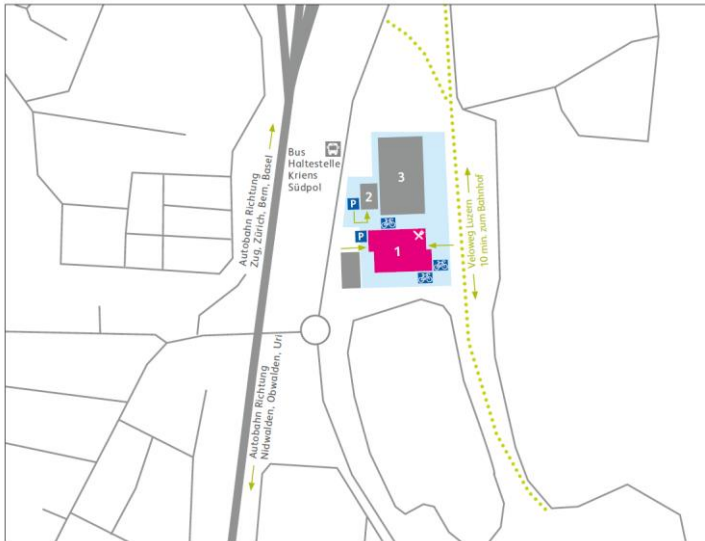 Bus
Haltestelle
Kriens
Südpol
Autobahn Richtung
Zug, Zürich, Bern, Basel
3
2
P
P
1
Veloweg Luzern
10 min. zum Bahnhof
Autobahn Richtung
Nidwalden, Obwalden, Uri